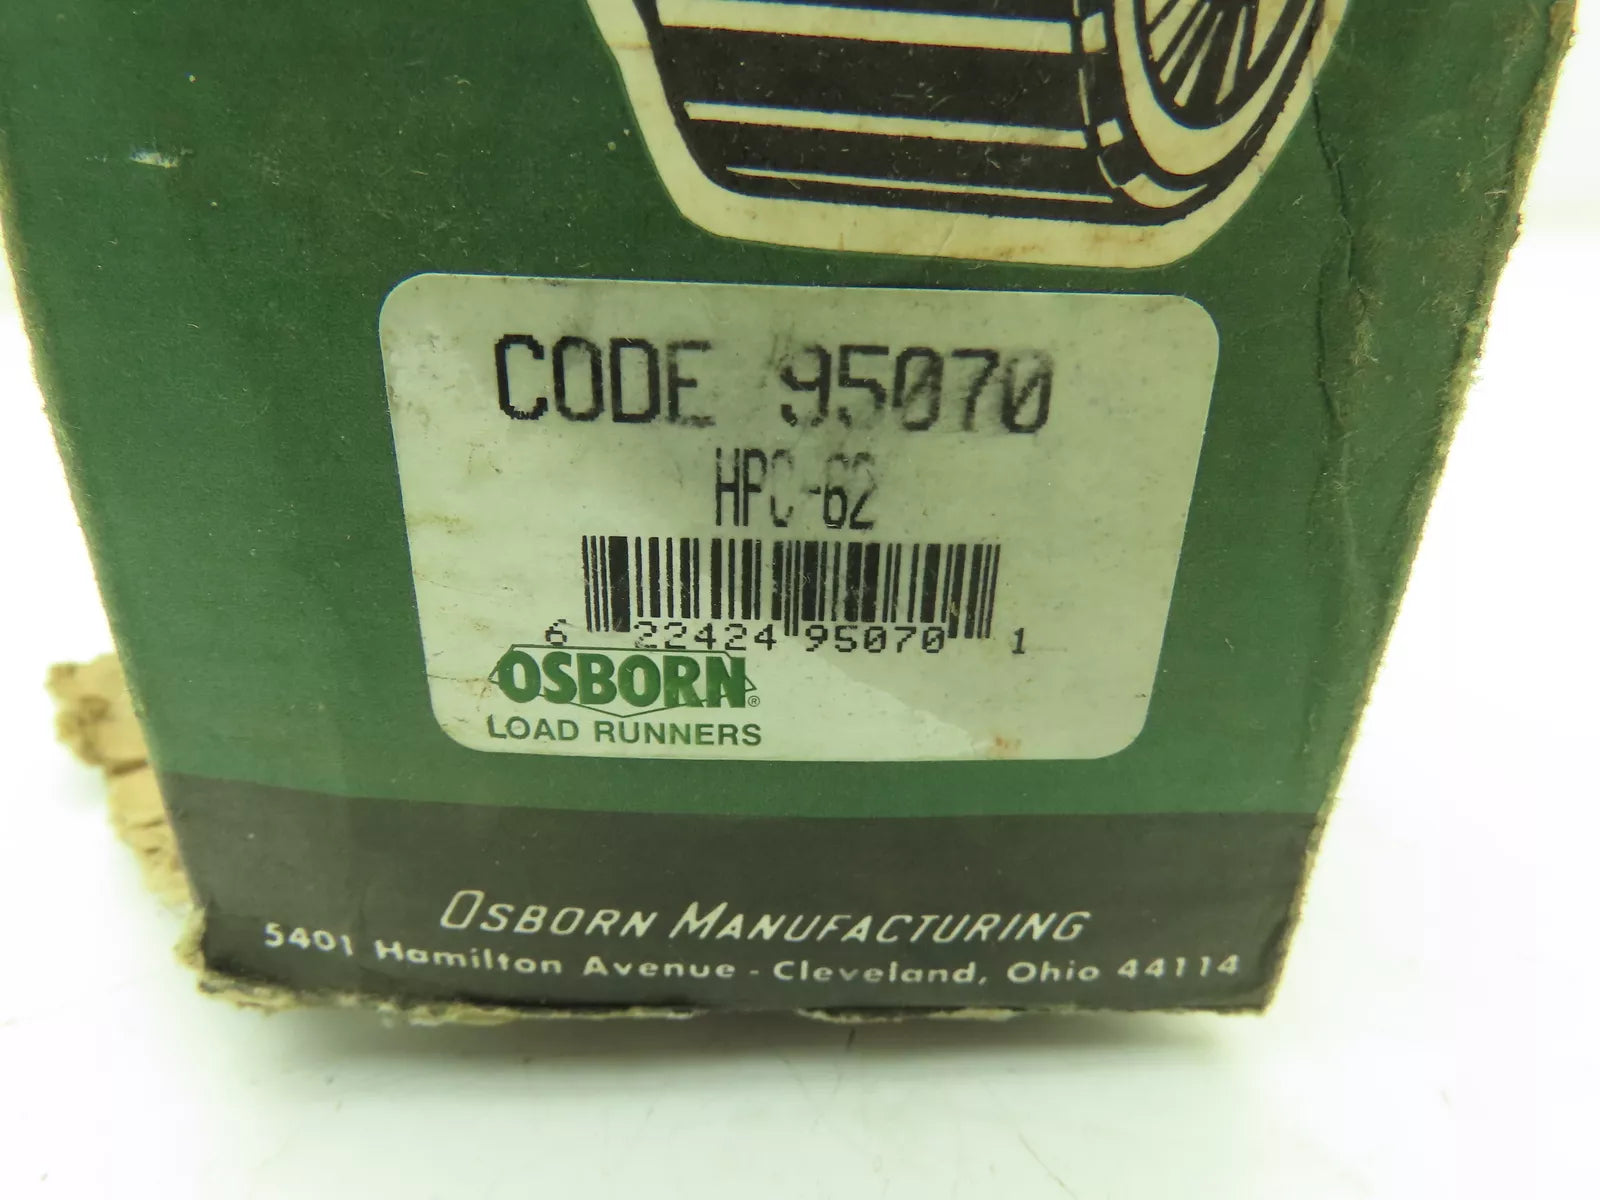 CODE 95070
HPC-62
6 22424 95070 1
OSBORN®
LOAD RUNNERS
OSBORN MANUFACTURING
5401 Hamilton Avenue - Cleveland, Ohio 44114